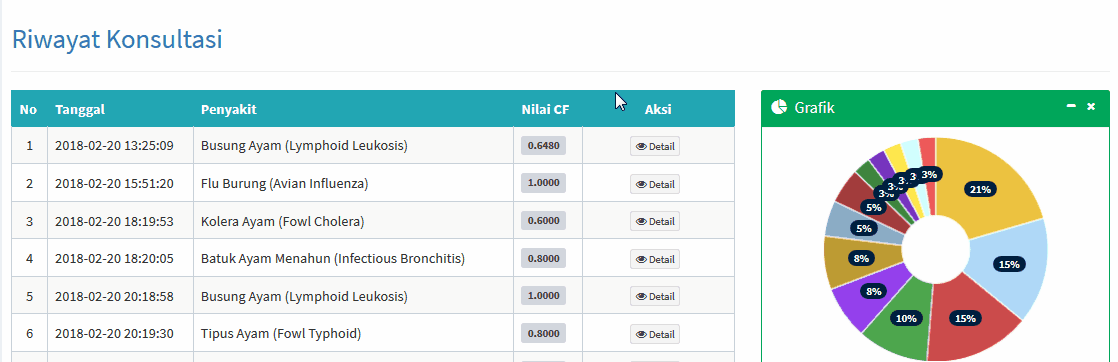 Riwayat Konsultasi
No Tanggal Penyakit Nilai CF Aksi
1 2018-02-20 13:25:09 Busung Ayam (Lymphoid Leukosis) 0.6480 Detail
2 2018-02-20 15:51:20 Flu Burung (Avian Influenza) 1.0000 Detail
3 2018-02-20 18:19:53 Kolera Ayam (Fowl Cholera) 0.6000 Detail
4 2018-02-20 18:20:05 Batuk Ayam Menahun (Infectious Bronchitis) 0.8000 Detail
5 2018-02-20 20:18:58 Busung Ayam (Lymphoid Leukosis) 1.0000 Detail
6 2018-02-20 20:19:30 Tipus Ayam (Fowl Typhoid) 0.8000 Detail
Grafik
21%
15%
15%
10%
8%
8%
5%
5%
3%
3%
3%
3%
3%